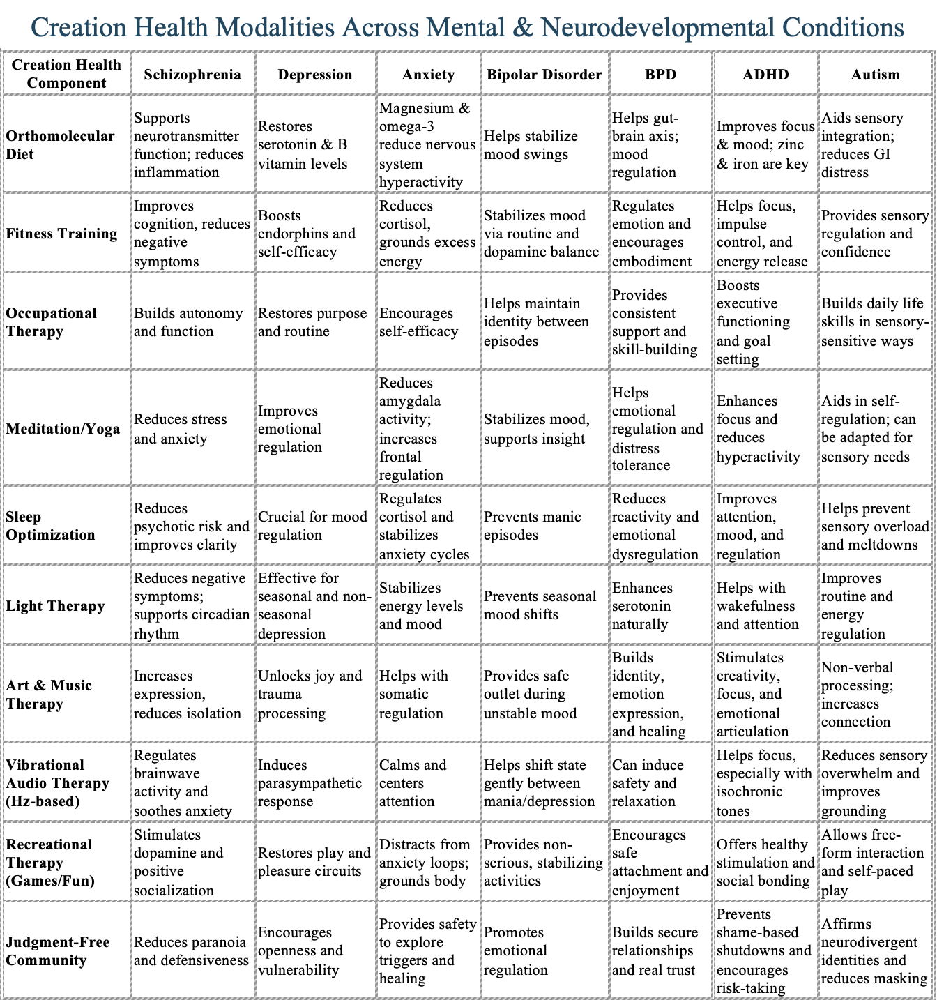 Creation Health Modalities Across Mental & Neurodevelopmental Conditions
Creation Health
Component
Schizophrenia
Depression
Anxiety
Bipolar Disorder
BPD
ADHD
Autism
Orthomolecular
Diet
Supports
neurotransmitter
function; reduces
inflammation
Restores
serotonin & B
vitamin levels
Magnesium &
omega-3
reduce nervous
system
hyperactivity
Helps stabilize
mood swings
Helps gut-
brain axis;
mood
regulation
Improves focus
& mood; zinc
& iron are key
Aids sensory
integration;
reduces GI
distress
Fitness Training
Improves
cognition, reduces
negative
symptoms
Boosts
endorphins and
self-efficacy
Reduces
cortisol,
grounds excess
energy
Stabilizes mood
via routine and
dopamine balance
Regulates
emotion and
encourages
embodiment
Helps focus,
impulse
control, and
energy release
Provides sensory
regulation and
confidence
Occupational
Therapy
Builds autonomy
and function
Restores purpose
and routine
Encourages
self-efficacy
Helps maintain
identity between
episodes
Provides
consistent
support and
skill-building
Boosts
executive
functioning
and goal
setting
Builds daily life
skills in sensory-
sensitive ways
Meditation/Yoga
Reduces stress
and anxiety
Improves
emotional
regulation
Reduces
amygdala
activity;
increases
frontal
regulation
Stabilizes mood,
supports insight
Helps
emotional
regulation and
distress
tolerance
Enhances
focus and
reduces
hyperactivity
Aids in self-
regulation; can
be adapted for
sensory needs
Sleep
Optimization
Reduces
psychotic risk and
improves clarity
Crucial for mood
regulation
Regulates
cortisol and
stabilizes
anxiety cycles
Prevents manic
episodes
Reduces
reactivity and
emotional
dysregulation
Improves
attention,
mood, and
regulation
Helps prevent
sensory overload
and meltdowns
Light Therapy
Reduces negative
symptoms;
supports circadian
rhythm
Effective for
seasonal and non-
seasonal
depression
Stabilizes
energy levels
and mood
Prevents seasonal
mood shifts
Enhances
serotonin
naturally
Helps with
wakefulness
and attention
Improves
routine and
energy
regulation
Art & Music
Therapy
Increases
expression,
reduces isolation
Unlocks joy and
trauma
processing
Helps with
somatic
regulation
Provides safe
outlet during
unstable mood
Builds
identity,
emotion
expression,
and healing
Stimulates
creativity,
focus, and
emotional
articulation
Non-verbal
processing;
increases
connection
Vibrational
Audio Therapy
(Hz-based)
Regulates
brainwave
activity and
soothes anxiety
Induces
parasympathetic
response
Calms and
centers
attention
Helps shift state
gently between
mania/depression
Can induce
safety and
relaxation
Helps focus,
especially with
isochronic
tones
Reduces sensory
overwhelm and
improves
grounding
Recreational
Therapy
(Games/Fun)
Stimulates
dopamine and
positive
socialization
Restores play and
pleasure circuits
Distracts from
anxiety loops;
grounds body
Provides non-
serious, stabilizing
activities
Encourages
safe
attachment and
enjoyment
Offers healthy
stimulation and
social bonding
Allows free-
form interaction
and self-paced
play
Judgment-Free
Community
Reduces paranoia
and defensiveness
Encourages
openness and
vulnerability
Provides safety
to explore
triggers and
healing
Promotes
emotional
regulation
Builds secure
relationships
and real trust
Prevents
shame-based
shutdowns and
encourages
risk-taking
Affirms
neurodivergent
identities and
reduces masking